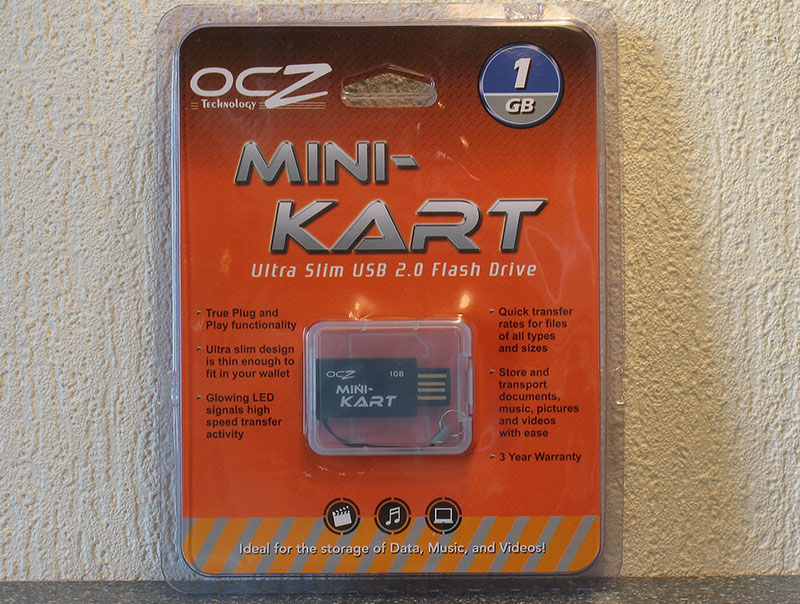 OCZ
Technology
1
GB
MINI-
KART
Ultra Slim USB 2.0 Flash Drive
- True Plug and
Play functionality
- Ultra slim design
is thin enough to
fit in your wallet
- Glowing LED
signals high
speed transfer
activity
OCZ 1GB
MINI-
KART
- Quick transfer
rates for files
of all types
and sizes
- Store and
transport
documents,
music, pictures
and videos
with ease
- 3 Year Warranty
Ideal for the storage of Data, Music, and Videos!